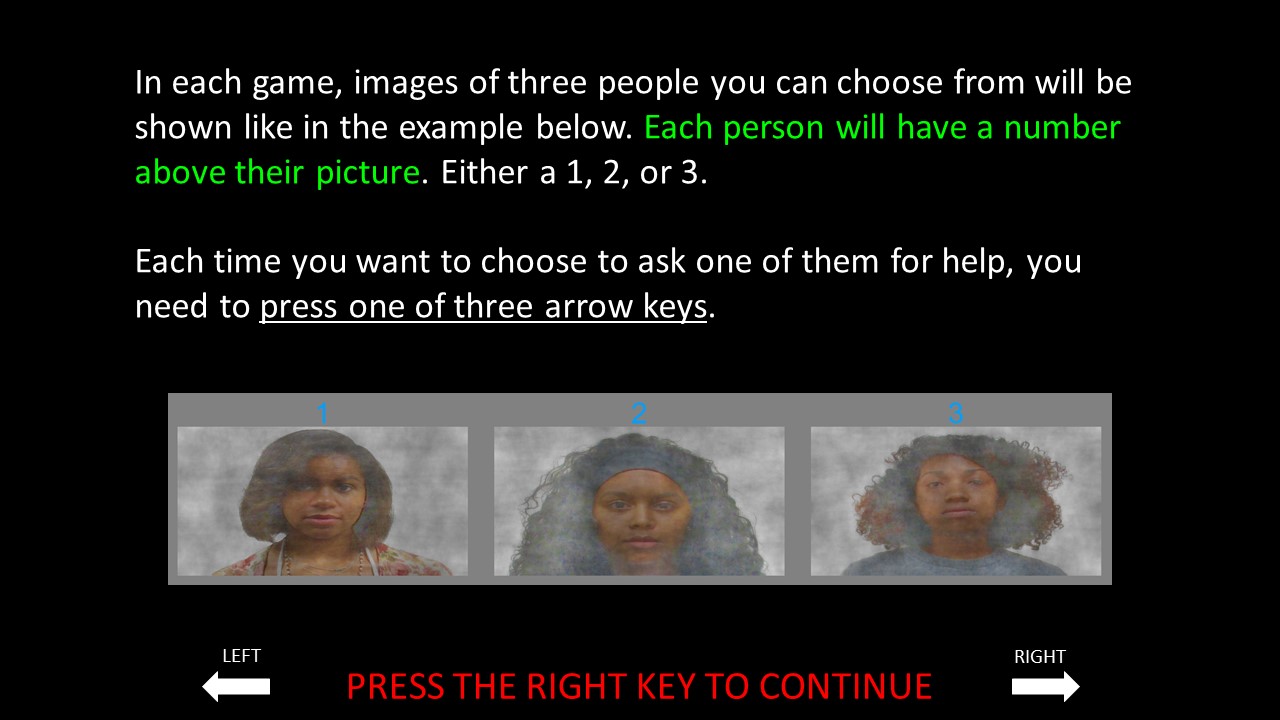 In each game, images of three people you can choose from will be
shown like in the example below. Each person will have a number
above their picture. Either a 1, 2, or 3.
Each time you want to choose to ask one of them for help, you
need to press one of three arrow keys.
1 2 3
LEFT RIGHT
PRESS THE RIGHT KEY TO CONTINUE